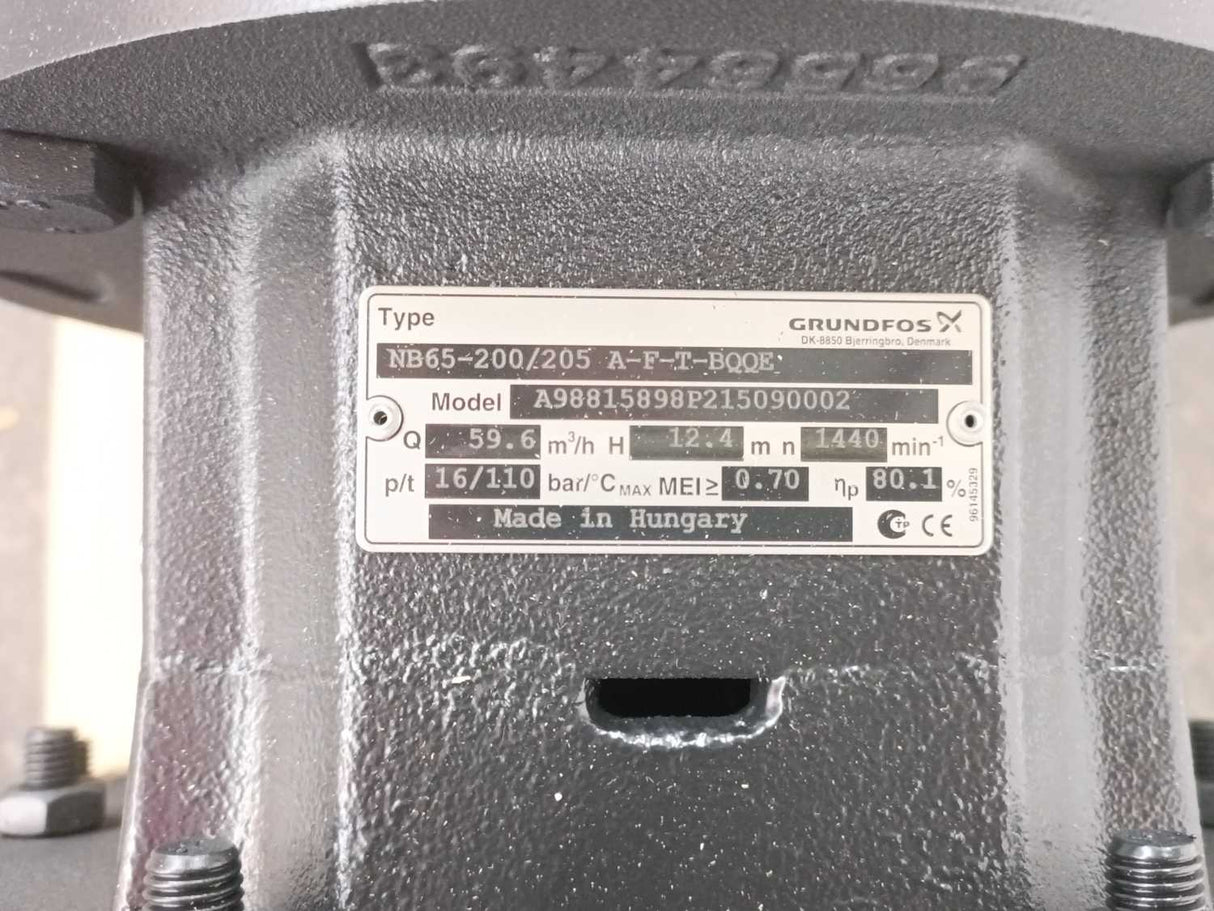 Type
GRUNDFOS
DK-8850 Bjerringbro, Denmark
NB65-200/205 A-F-T-BQQE
Model A98815898P215090002
Q 59.6 m³/h H 12.4 m n 1440 min⁻¹
p/t 16/110 bar/°C MAX MEI ≥ 0.70 ηp 80.1 %
Made in Hungary CE
96145329